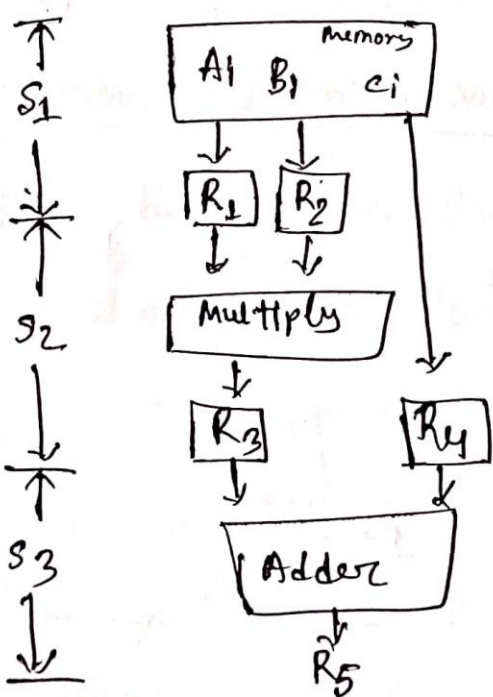 Memory
S1
A1 B1 Ci
R1 R2
S2
Multiply
R3 R4
S3
Adder
R5